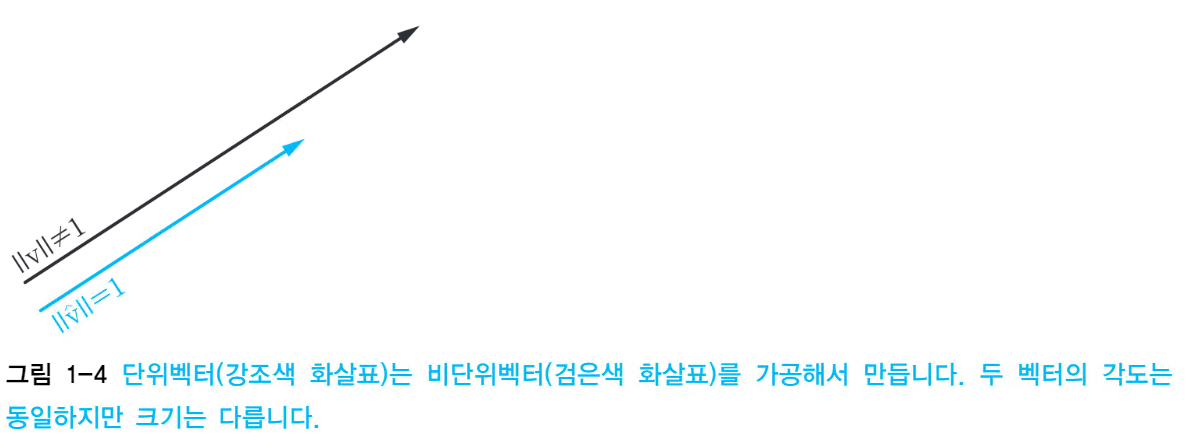 ||v||≠1
||v̂||=1
그림 1-4 단위벡터(강조색 화살표)는 비단위벡터(검은색 화살표)를 가공해서 만듭니다. 두 벡터의 각도는
동일하지만 크기는 다릅니다.